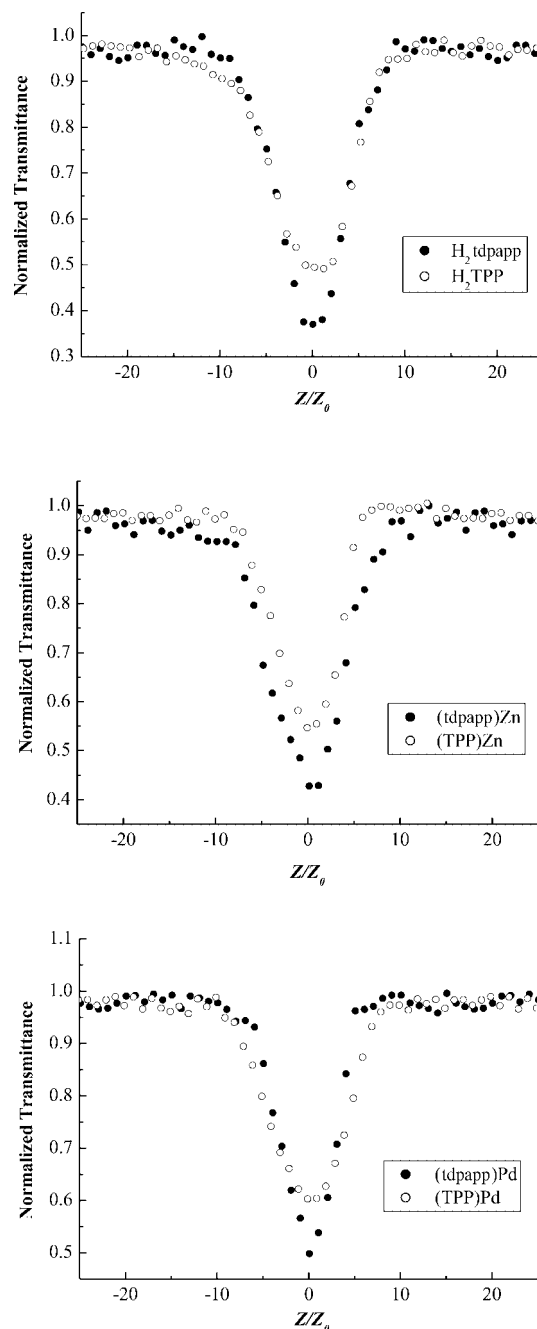 1.0
0.9
0.8
0.7
0.6
0.5
0.4
0.3
Normalized Transmittance
H₂tdpapp
H₂TPP
-20 -10 0 10 20
Z/Z₀
1.0
0.9
0.8
0.7
0.6
0.5
0.4
Normalized Transmittance
(tdpapp)Zn
(TPP)Zn
-20 -10 0 10 20
Z/Z₀
1.1
1.0
0.9
0.8
0.7
0.6
0.5
Normalized Transmittance
(tdpapp)Pd
(TPP)Pd
-20 -10 0 10 20
Z/Z₀